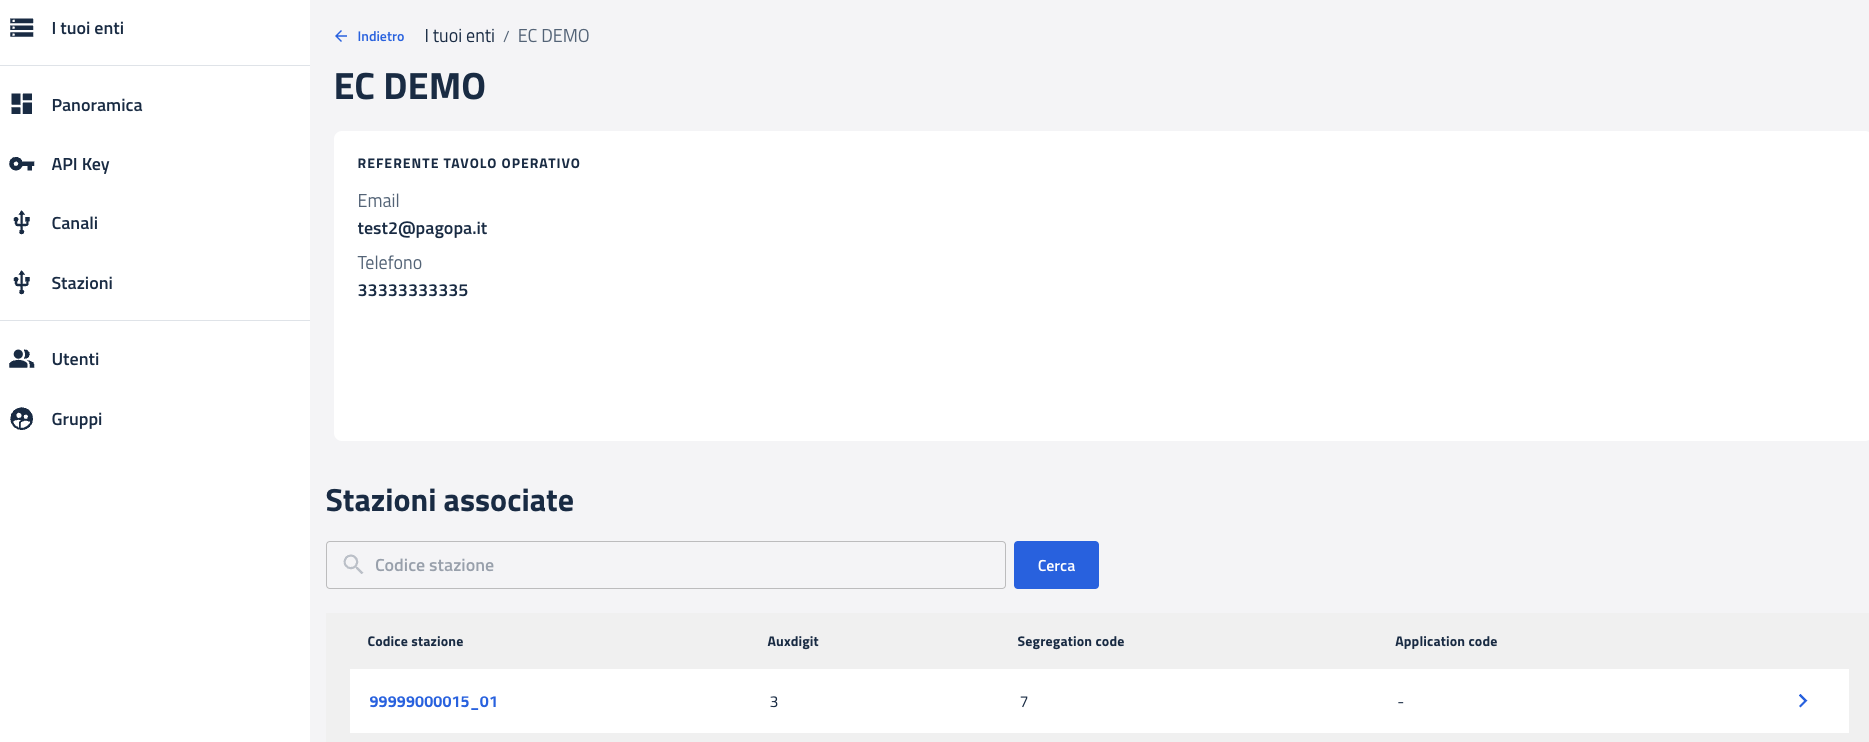 I tuoi enti
Panoramica
API Key
Canali
Stazioni
Utenti
Gruppi
Indietro I tuoi enti / EC DEMO
EC DEMO
REFERENTE TAVOLO OPERATIVO
Email
test2@pagopa.it
Telefono
33333333335
Stazioni associate
Codice stazione Cerca
Codice stazione Auxdigit Segregation code Application code
99999000015_01 3 7 -